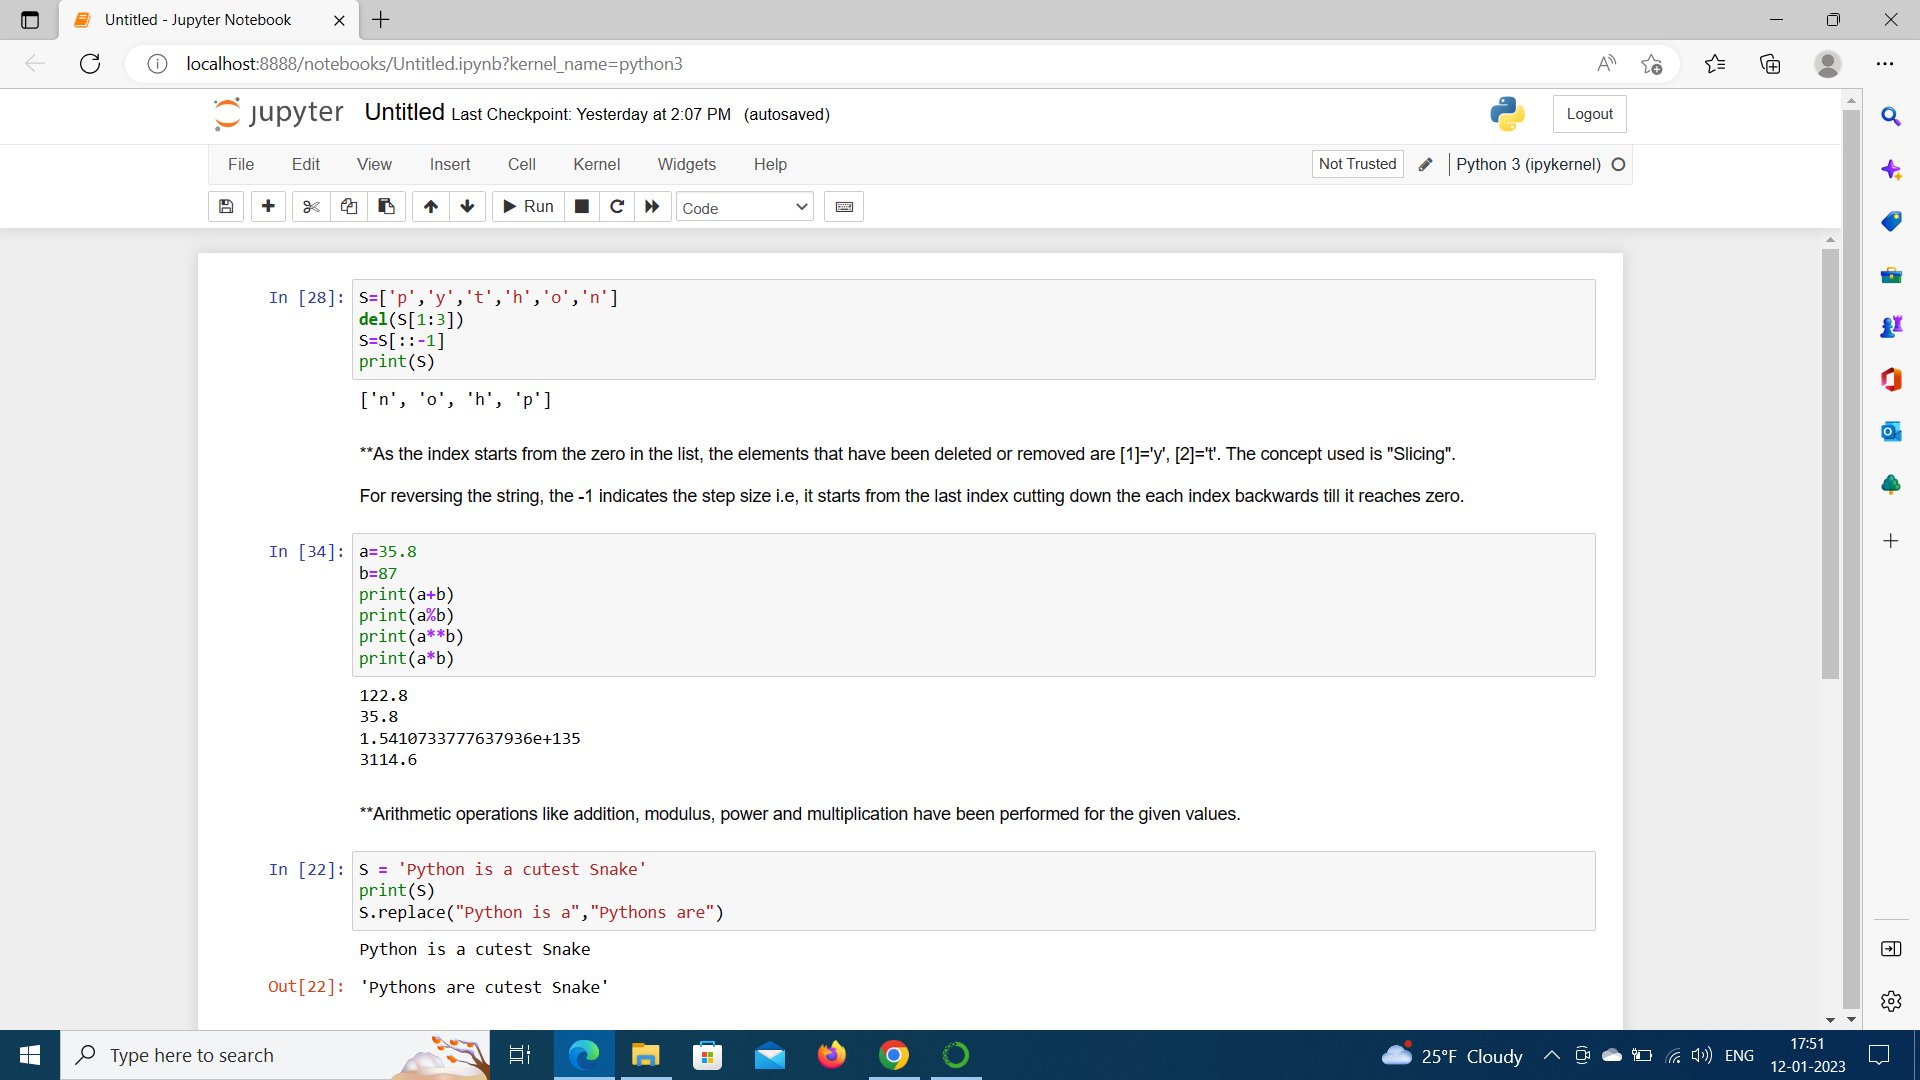 Untitled - Jupyter Notebook
localhost:8888/notebooks/Untitled.ipynb?kernel_name=python3
jupyter Untitled Last Checkpoint: Yesterday at 2:07 PM (autosaved) Logout
File Edit View Insert Cell Kernel Widgets Help Not Trusted Python 3 (ipykernel)
Run Code
In [28]: S=['p','y','t','h','o','n']
del(S[1:3])
S=S[::-1]
print(S)
['n', 'o', 'h', 'p']
**As the index starts from the zero in the list, the elements that have been deleted or removed are [1]='y', [2]='t'. The concept used is "Slicing".
For reversing the string, the -1 indicates the step size i.e, it starts from the last index cutting down the each index backwards till it reaches zero.
In [34]: a=35.8
b=87
print(a+b)
print(a%b)
print(a**b)
print(a*b)
122.8
35.8
1.5410733777637936e+135
3114.6
**Arithmetic operations like addition, modulus, power and multiplication have been performed for the given values.
In [22]: S = 'Python is a cutest Snake'
print(S)
S.replace("Python is a","Pythons are")
Python is a cutest Snake
Out[22]: 'Pythons are cutest Snake'
Type here to search
25°F Cloudy
ENG
17:51
12-01-2023